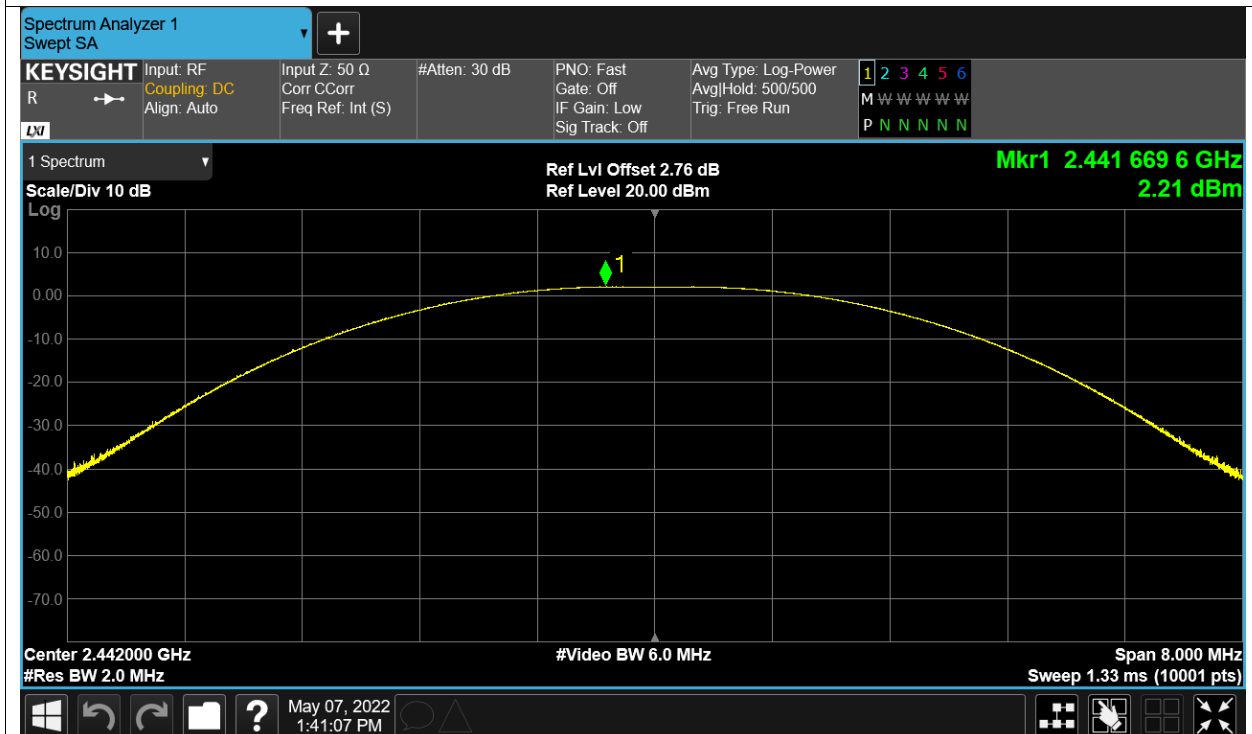 Spectrum Analyzer 1
Swept SA
KEYSIGHT
R
LXI
Input: RF
Coupling: DC
Align: Auto
Input Z: 50 Ω
Corr CCorr
Freq Ref: Int (S)
#Atten: 30 dB
PNO: Fast
Gate: Off
IF Gain: Low
Sig Track: Off
Avg Type: Log-Power
Avg|Hold: 500/500
Trig: Free Run
1 2 3 4 5 6
M W W W W W
P N N N N N
1 Spectrum
Scale/Div 10 dB
Log
Ref Lvl Offset 2.76 dB
Ref Level 20.00 dBm
Mkr1 2.441 669 6 GHz
2.21 dBm
1
10.0
0.00
-10.0
-20.0
-30.0
-40.0
-50.0
-60.0
-70.0
Center 2.442000 GHz
#Res BW 2.0 MHz
#Video BW 6.0 MHz
Span 8.000 MHz
Sweep 1.33 ms (10001 pts)
?
May 07, 2022
1:41:07 PM